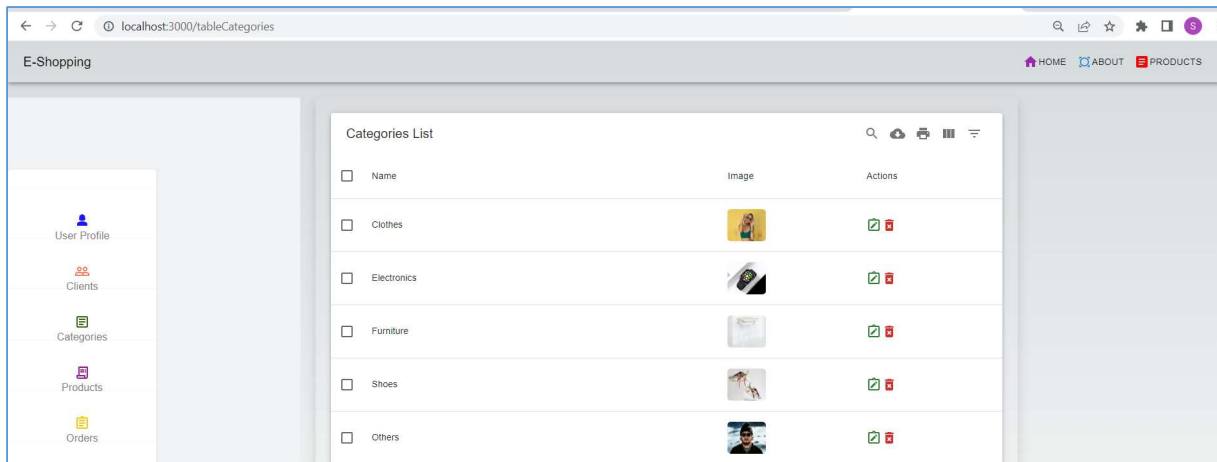 localhost:3000/tableCategories
S
E-Shopping
HOME ABOUT PRODUCTS
User Profile
Clients
Categories
Products
Orders
Categories List
Name Image Actions
Clothes
Electronics
Furniture
Shoes
Others